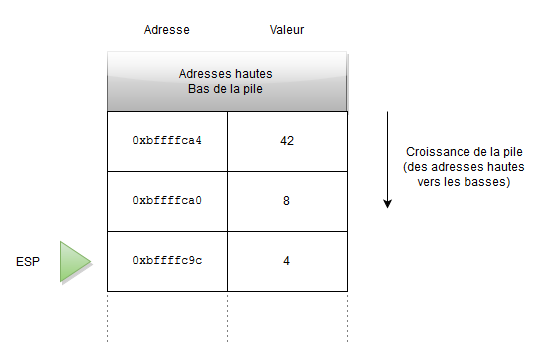 Adresse Valeur
Adresses hautes
Bas de la pile
0xbffffca4 42
Croissance de la pile
(des adresses hautes
vers les basses)
0xbffffca0 8
ESP 0xbffffc9c 4